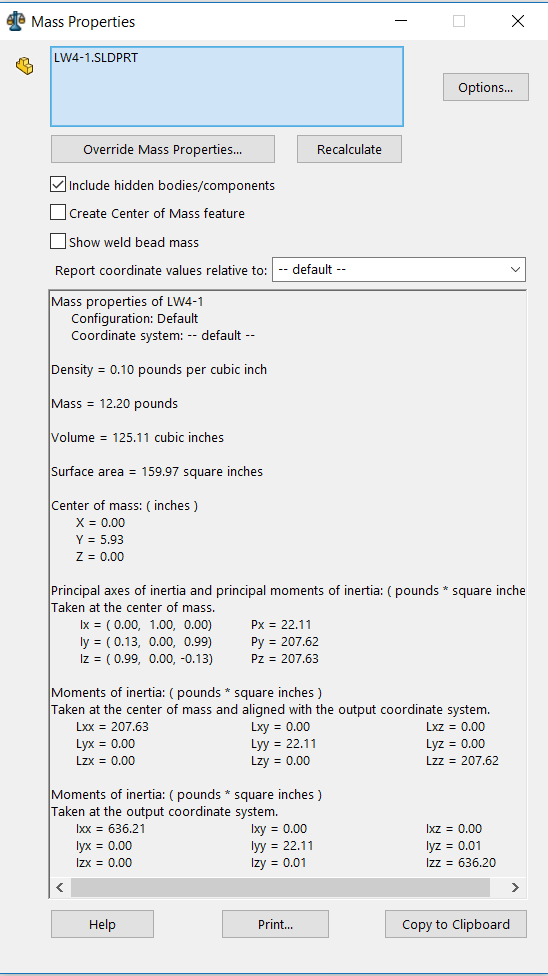 Mass Properties
LW4-1.SLDPRT
Options...
Override Mass Properties...
Recalculate
Include hidden bodies/components
Create Center of Mass feature
Show weld bead mass
Report coordinate values relative to: -- default --
Mass properties of LW4-1
Configuration: Default
Coordinate system: -- default --
Density = 0.10 pounds per cubic inch
Mass = 12.20 pounds
Volume = 125.11 cubic inches
Surface area = 159.97 square inches
Center of mass: ( inches )
X = 0.00
Y = 5.93
Z = 0.00
Principal axes of inertia and principal moments of inertia: ( pounds * square inche
Taken at the center of mass.
Ix = ( 0.00, 1.00, 0.00) Px = 22.11
Iy = ( 0.13, 0.00, 0.99) Py = 207.62
Iz = ( 0.99, 0.00, -0.13) Pz = 207.63
Moments of inertia: ( pounds * square inches )
Taken at the center of mass and aligned with the output coordinate system.
Lxx = 207.63 Lxy = 0.00 Lxz = 0.00
Lyx = 0.00 Lyy = 22.11 Lyz = 0.00
Lzx = 0.00 Lzy = 0.00 Lzz = 207.62
Moments of inertia: ( pounds * square inches )
Taken at the output coordinate system.
Ixx = 636.21 Ixy = 0.00 Ixz = 0.00
Iyx = 0.00 Iyy = 22.11 Iyz = 0.01
Izx = 0.00 Izy = 0.01 Izz = 636.20
Help
Print...
Copy to Clipboard